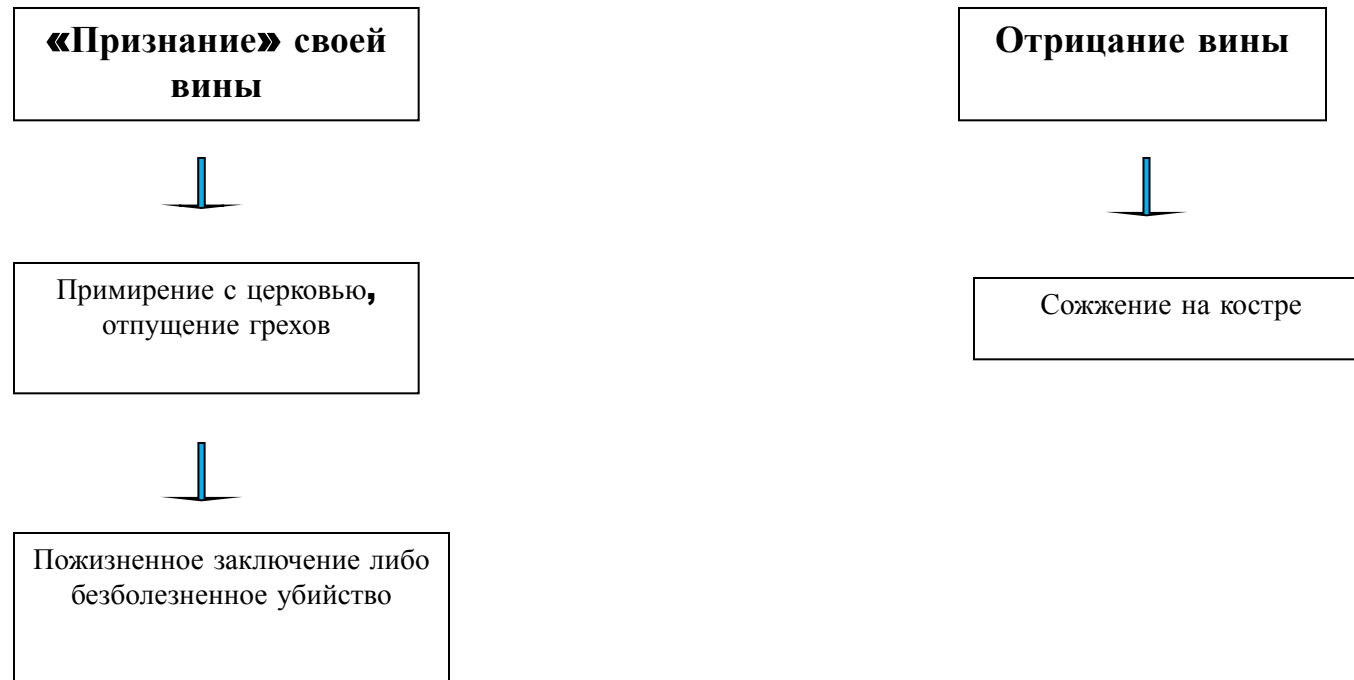 «Признание» своей
вины
Примирение с церковью,
отпущение грехов
Пожизненное заключение либо
безболезненное убийство
Отрицание вины
Сожжение на костре